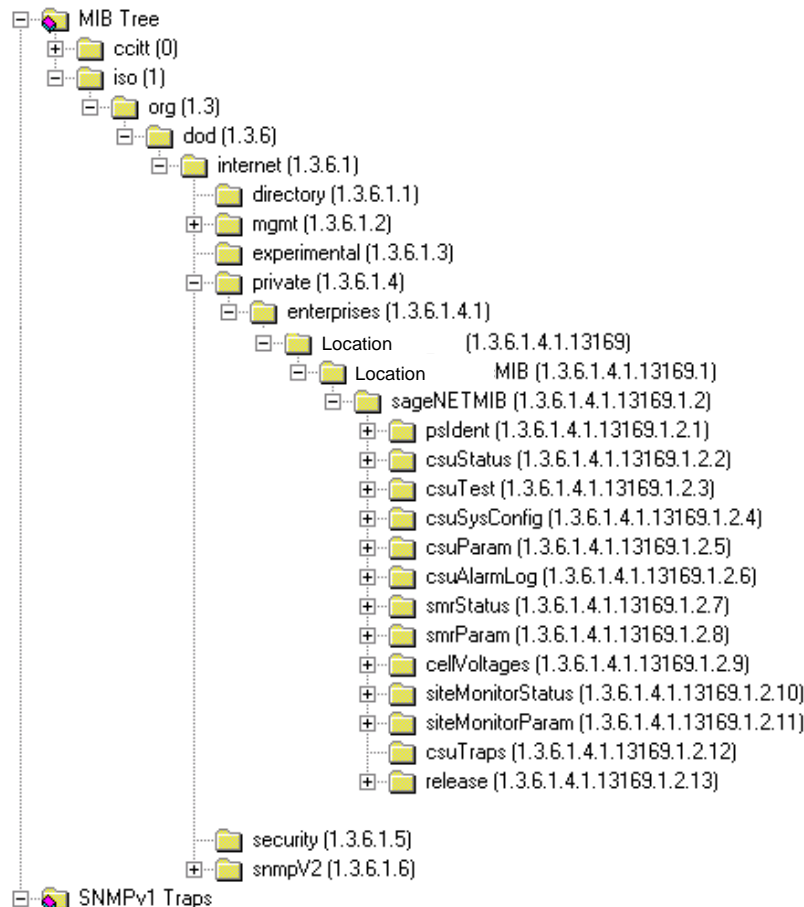 MIB Tree
ccitt (0)
iso (1)
org (1.3)
dod (1.3.6)
internet (1.3.6.1)
directory (1.3.6.1.1)
mgmt (1.3.6.1.2)
experimental (1.3.6.1.3)
private (1.3.6.1.4)
enterprises (1.3.6.1.4.1)
Location (1.3.6.1.4.1.13169)
Location MIB (1.3.6.1.4.1.13169.1)
sageNETMIB (1.3.6.1.4.1.13169.1.2)
psIdent (1.3.6.1.4.1.13169.1.2.1)
csuStatus (1.3.6.1.4.1.13169.1.2.2)
csuTest (1.3.6.1.4.1.13169.1.2.3)
csuSysConfig (1.3.6.1.4.1.13169.1.2.4)
csuParam (1.3.6.1.4.1.13169.1.2.5)
csuAlarmLog (1.3.6.1.4.1.13169.1.2.6)
smrStatus (1.3.6.1.4.1.13169.1.2.7)
smrParam (1.3.6.1.4.1.13169.1.2.8)
cellVoltages (1.3.6.1.4.1.13169.1.2.9)
siteMonitorStatus (1.3.6.1.4.1.13169.1.2.10)
siteMonitorParam (1.3.6.1.4.1.13169.1.2.11)
csuTraps (1.3.6.1.4.1.13169.1.2.12)
release (1.3.6.1.4.1.13169.1.2.13)
security (1.3.6.1.5)
snmpV2 (1.3.6.1.6)
SNMPv1 Traps